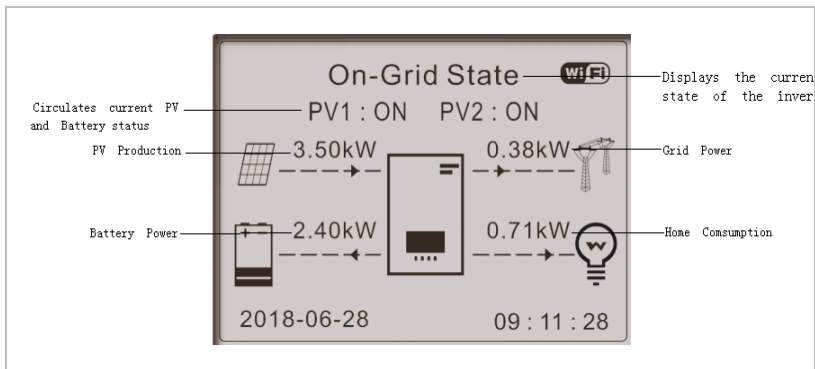 On-Grid State
WiFi
Displays the curren
state of the inver
Circulates current PV
and Battery status
PV1 : ON PV2 : ON
PV Production
3.50kW
0.38kW
Grid Power
Battery Power
2.40kW
0.71kW
Home Comsumption
2018-06-28
09 : 11 : 28